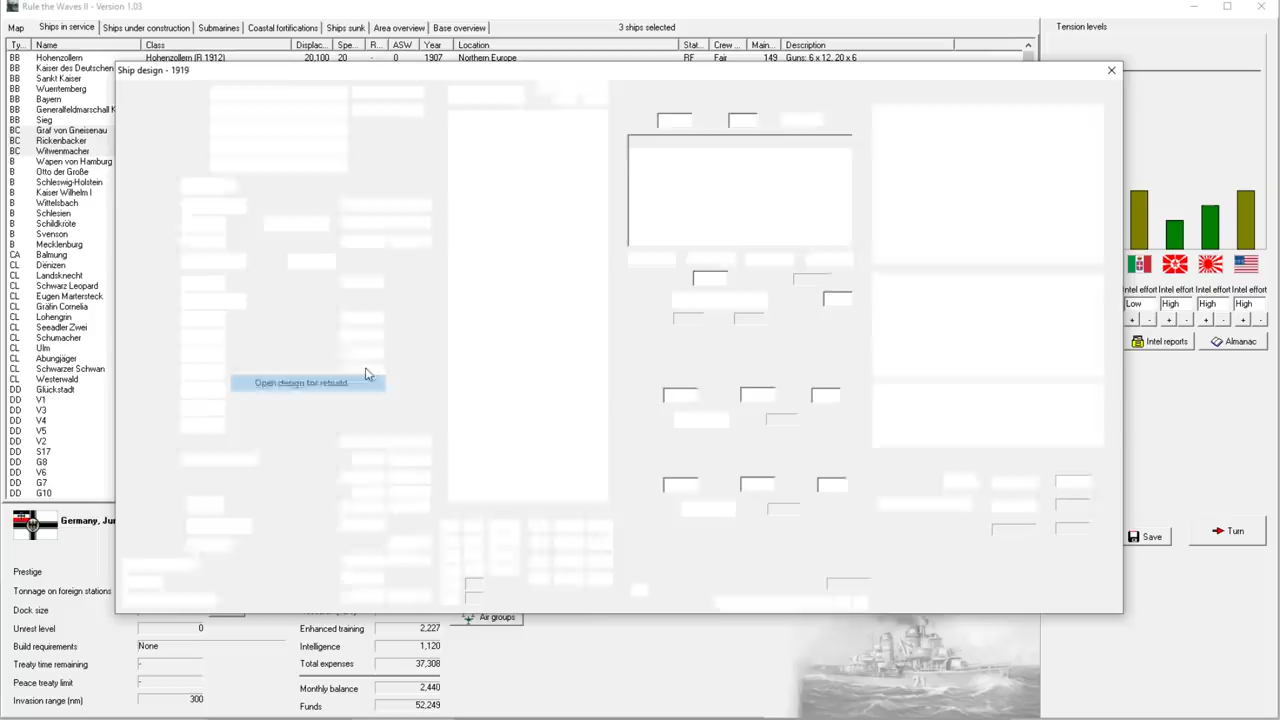 Rule the Waves II - Version 1.03
Map Ships in service Ships under construction Submarines Coastal fortifications Ships sunk Area overview Base overview 3 ships selected Tension levels
Ty... Name Class Displac... Spe... R... ASW Year Location Stat... Crew ... Main... Description
BB Hohenzollern Hohenzollern (R 1912) 20,100 20 - 0 1907 Northern Europe RF Fair 149 Guns: 6 x 12, 20 x 6
BB Kaiser des Deutschen
BB Sankt Kaiser
BB Wuerttemberg
BB Bayern
BB Generalfeldmarschall K
BB Sieg
BC Graf von Gneisenau
BC Rickenbacker
BC Witwenmacher
B Wapen von Hamburg
B Otto der Große
B Schleswig-Holstein
B Kaiser Wilhelm I
B Wittelsbach
B Schlesien
B Schildkröte
B Svenson
B Mecklenburg
CA Balmung
CL Denizen
CL Landsknecht
CL Schwarz Leopard
CL Eugen Martersteck
CL Gräfin Cornelia
CL Lohengrin
CL Seeadler Zwei
CL Schumacher
CL Ulm
CL Abungjäger
CL Schwarzer Schwan
CL Westerwald
DD Glückstadt
DD V1
DD V3
DD V4
DD V5
DD V2
DD S17
DD G8
DD V6
DD G7
DD G10
Ship design - 1919
Open design for rebuild
Intel effort Intel effort Intel effort Intel effort
Low High High High
+ - + - + - + -
Intel reports Almanac
Save Turn
Germany, Jun
Prestige
Tonnage on foreign stations
Dock size
Unrest level 0
Build requirements None
Treaty time remaining -
Peace treaty limit -
Invasion range (nm) 300
Enhanced training 2,227
Intelligence 1,120
Total expenses 37,308
Monthly balance 2,440
Funds 52,249
Air groups